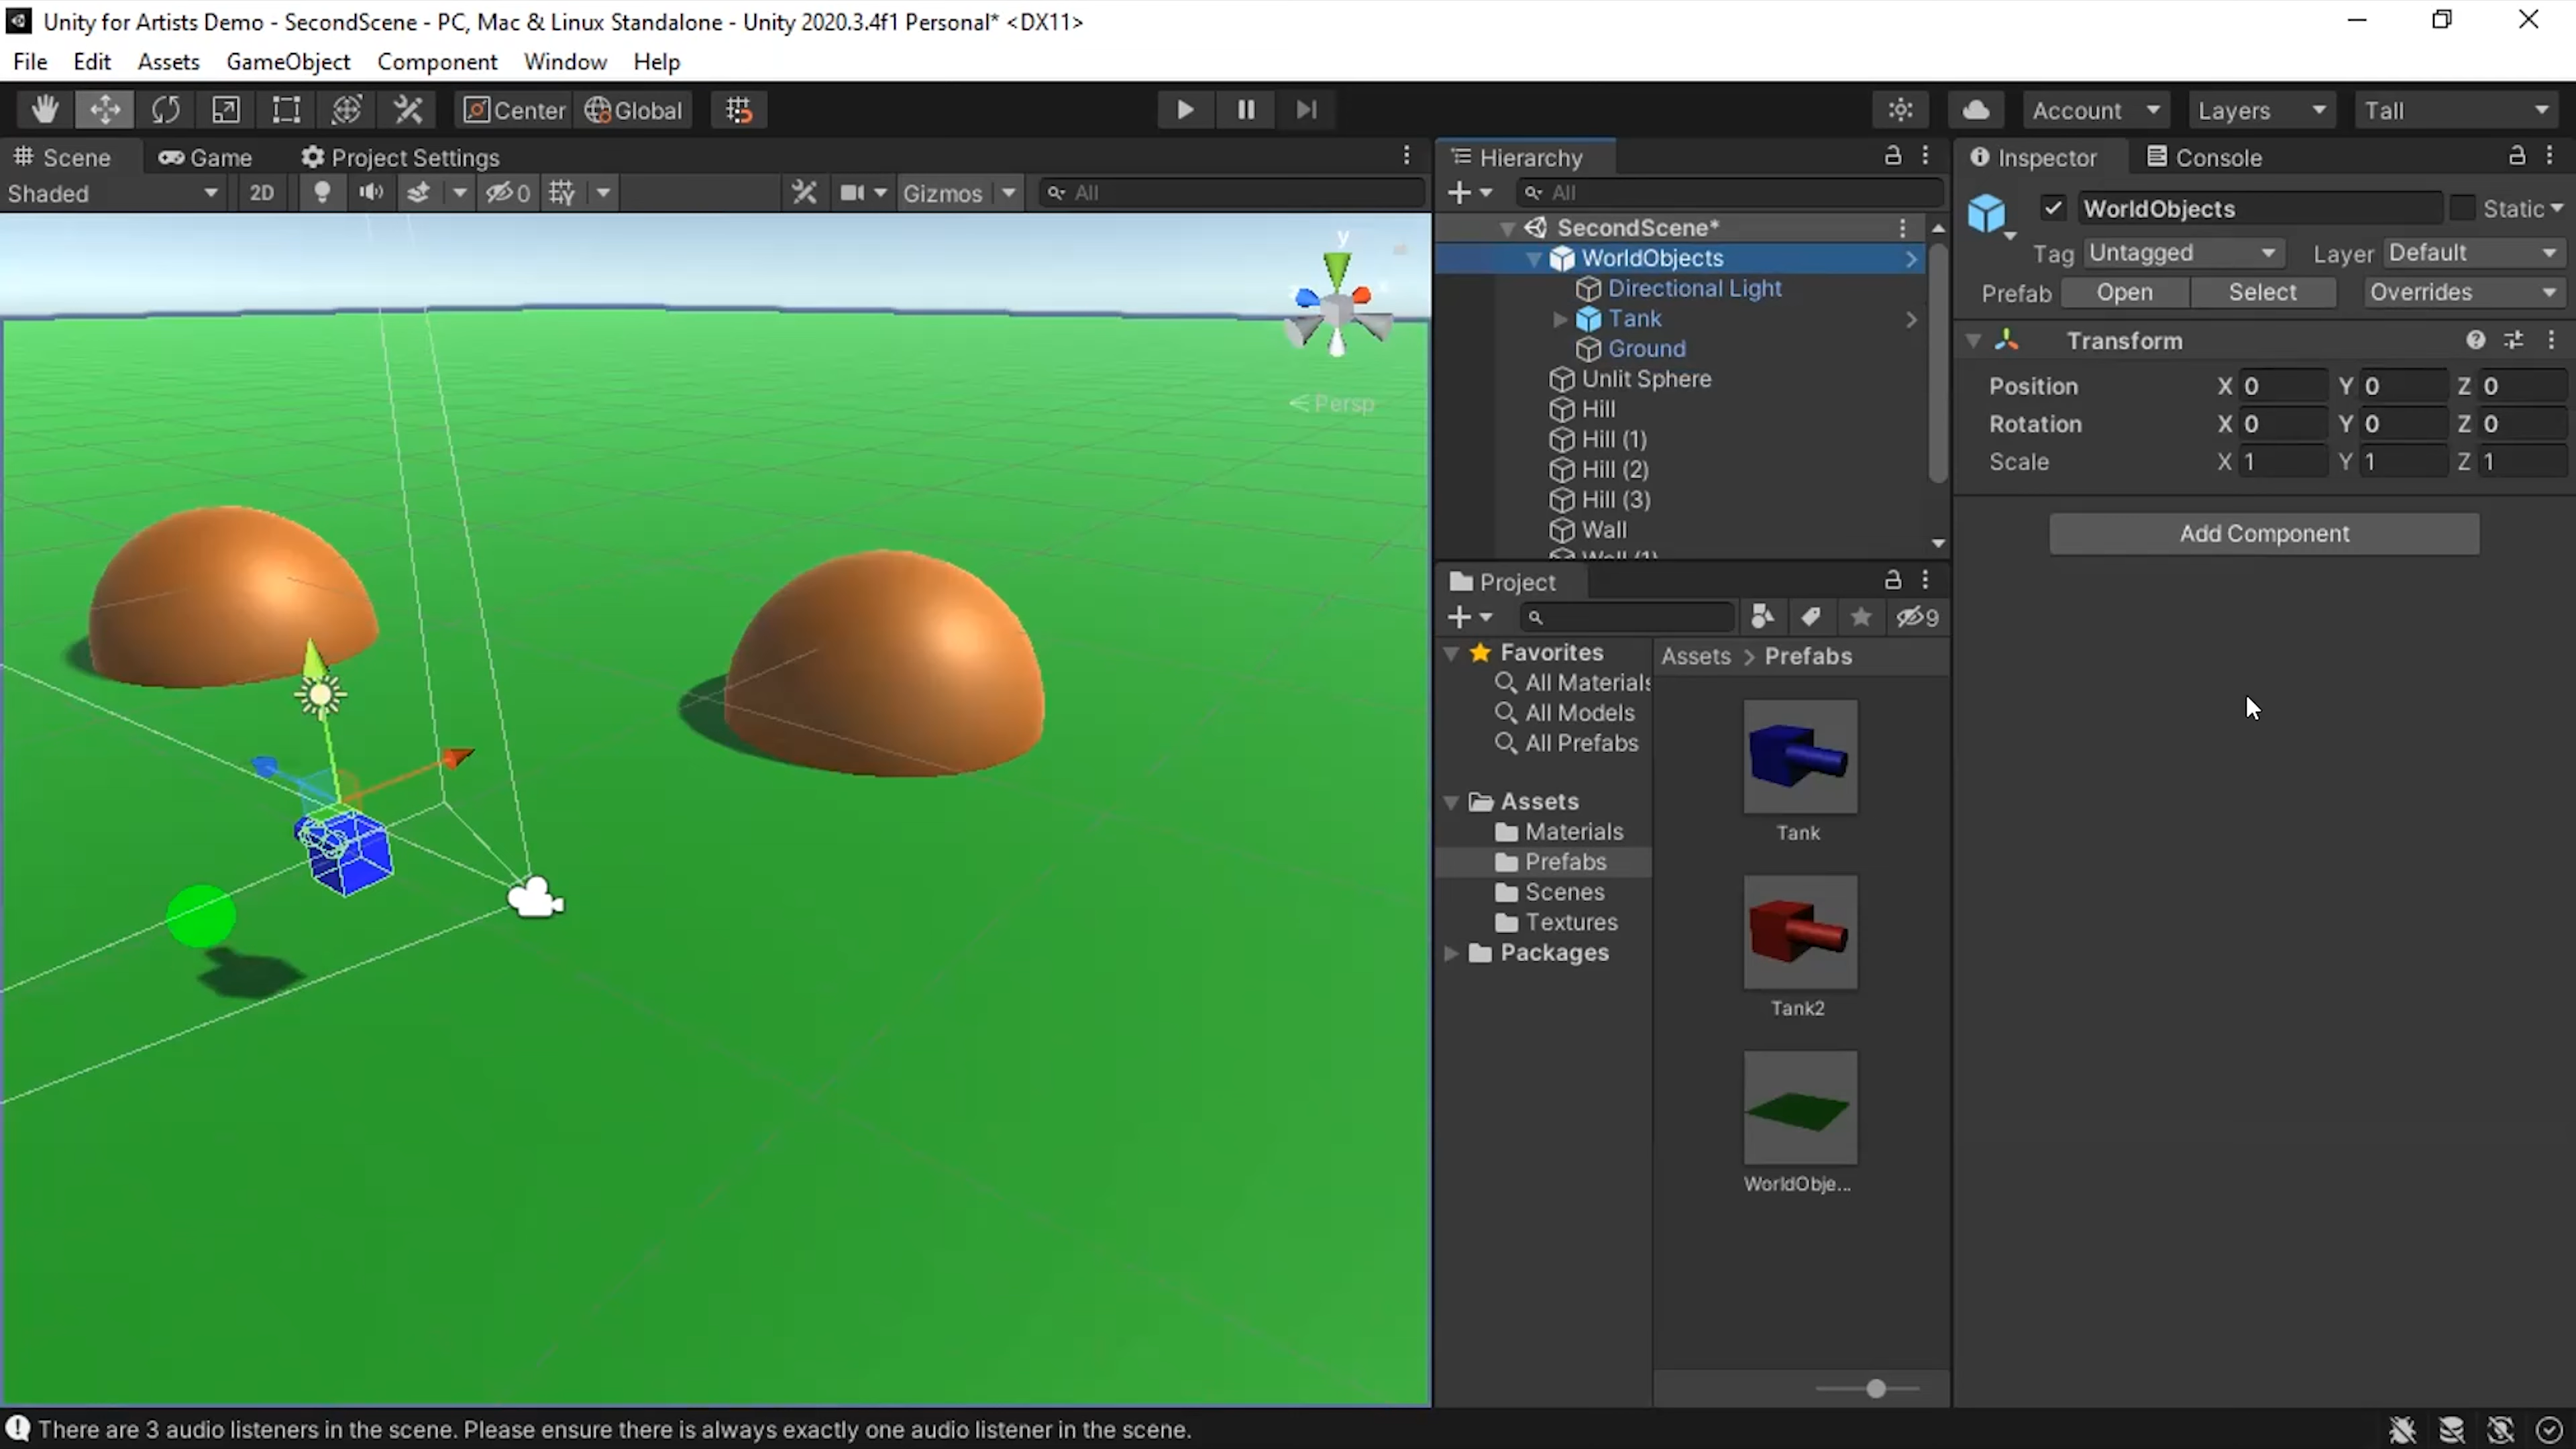 Unity for Artists Demo - SecondScene - PC, Mac & Linux Standalone - Unity 2020.3.4f1 Personal* <DX11>
File Edit Assets GameObject Component Window Help
Center Global Account Layers Tall
Scene Game Project Settings
Shaded 2D 0 Gizmos All
y
Persp
Hierarchy
All
SecondScene*
WorldObjects
Directional Light
Tank
Ground
Unlit Sphere
Hill
Hill (1)
Hill (2)
Hill (3)
Wall
Wall (1)
Project
9
Favorites
All Materials
All Models
All Prefabs
Assets
Materials
Prefabs
Scenes
Textures
Packages
Assets > Prefabs
Tank
Tank2
WorldObje...
Inspector Console
WorldObjects Static
Tag Untagged Layer Default
Prefab Open Select Overrides
Transform
Position X 0 Y 0 Z 0
Rotation X 0 Y 0 Z 0
Scale X 1 Y 1 Z 1
Add Component
There are 3 audio listeners in the scene. Please ensure there is always exactly one audio listener in the scene.